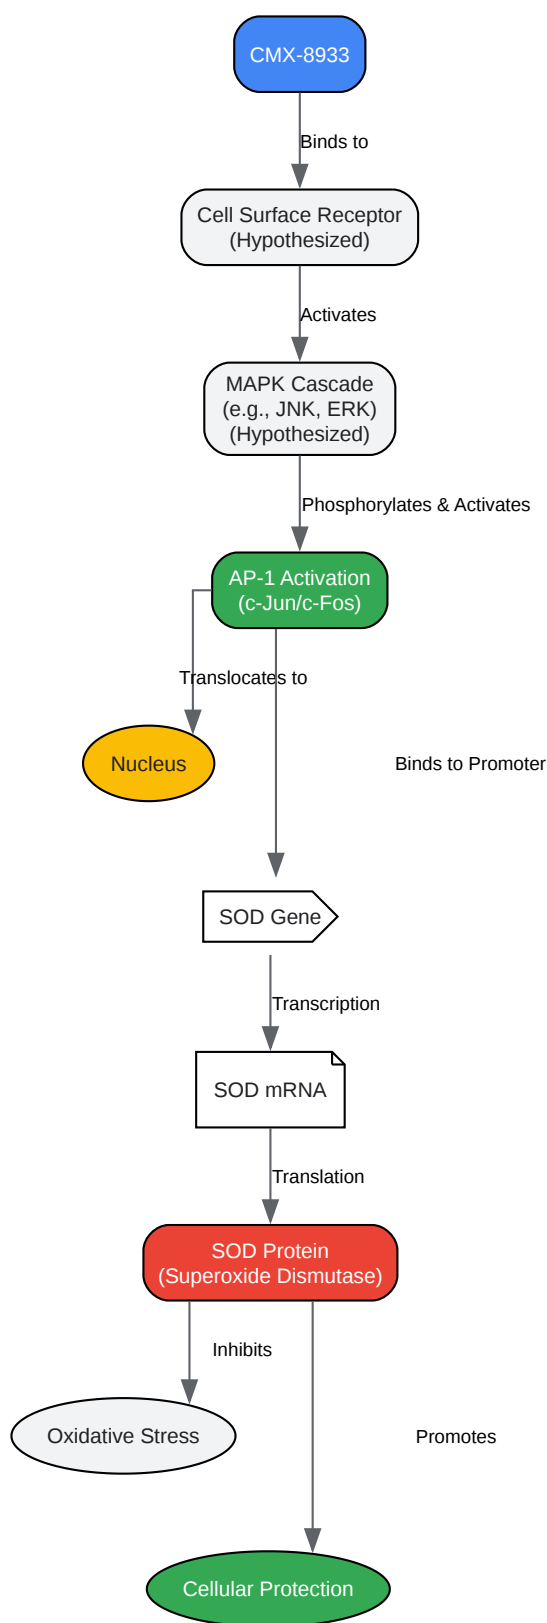 CMX-8933
Binds to
Cell Surface Receptor
(Hypothesized)
Activates
MAPK Cascade
(e.g., JNK, ERK)
(Hypothesized)
Phosphorylates & Activates
AP-1 Activation
(c-Jun/c-Fos)
Translocates to
Nucleus
Binds to Promoter
SOD Gene
Transcription
SOD mRNA
Translation
SOD Protein
(Superoxide Dismutase)
Inhibits
Oxidative Stress
Promotes
Cellular Protection